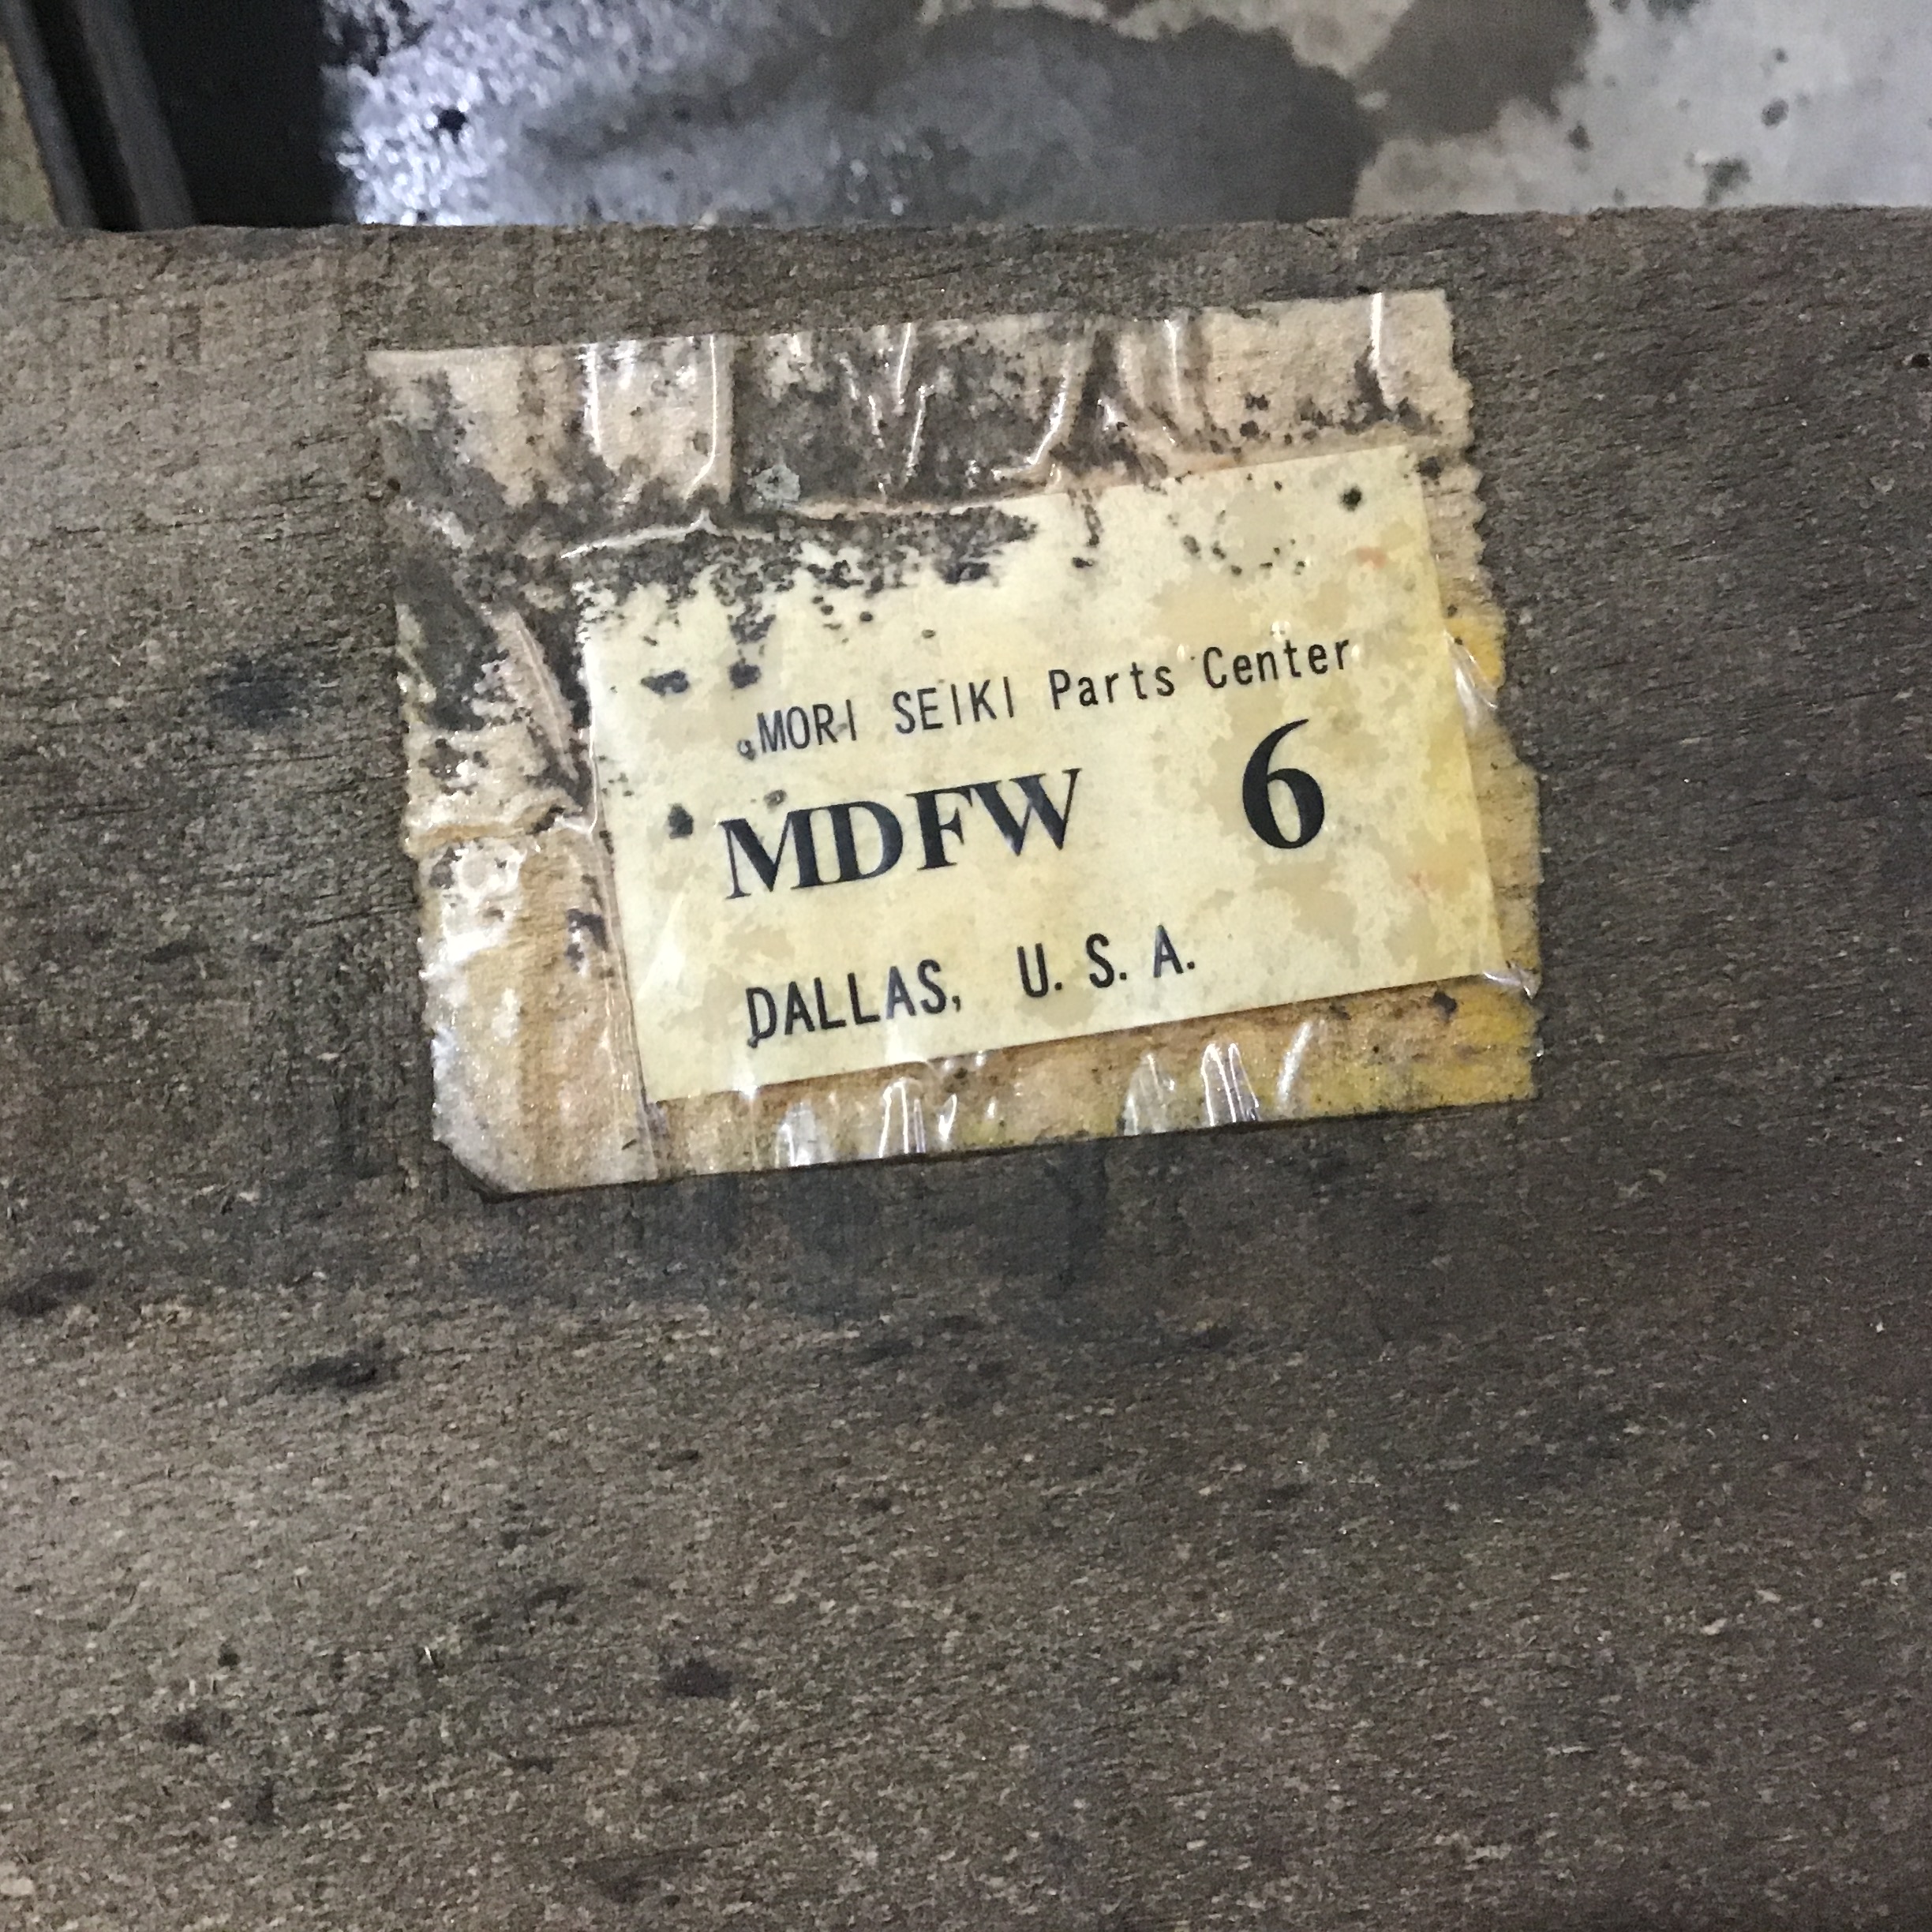 MORI SEIKI Parts Center
MDFW 6
DALLAS, U. S. A.